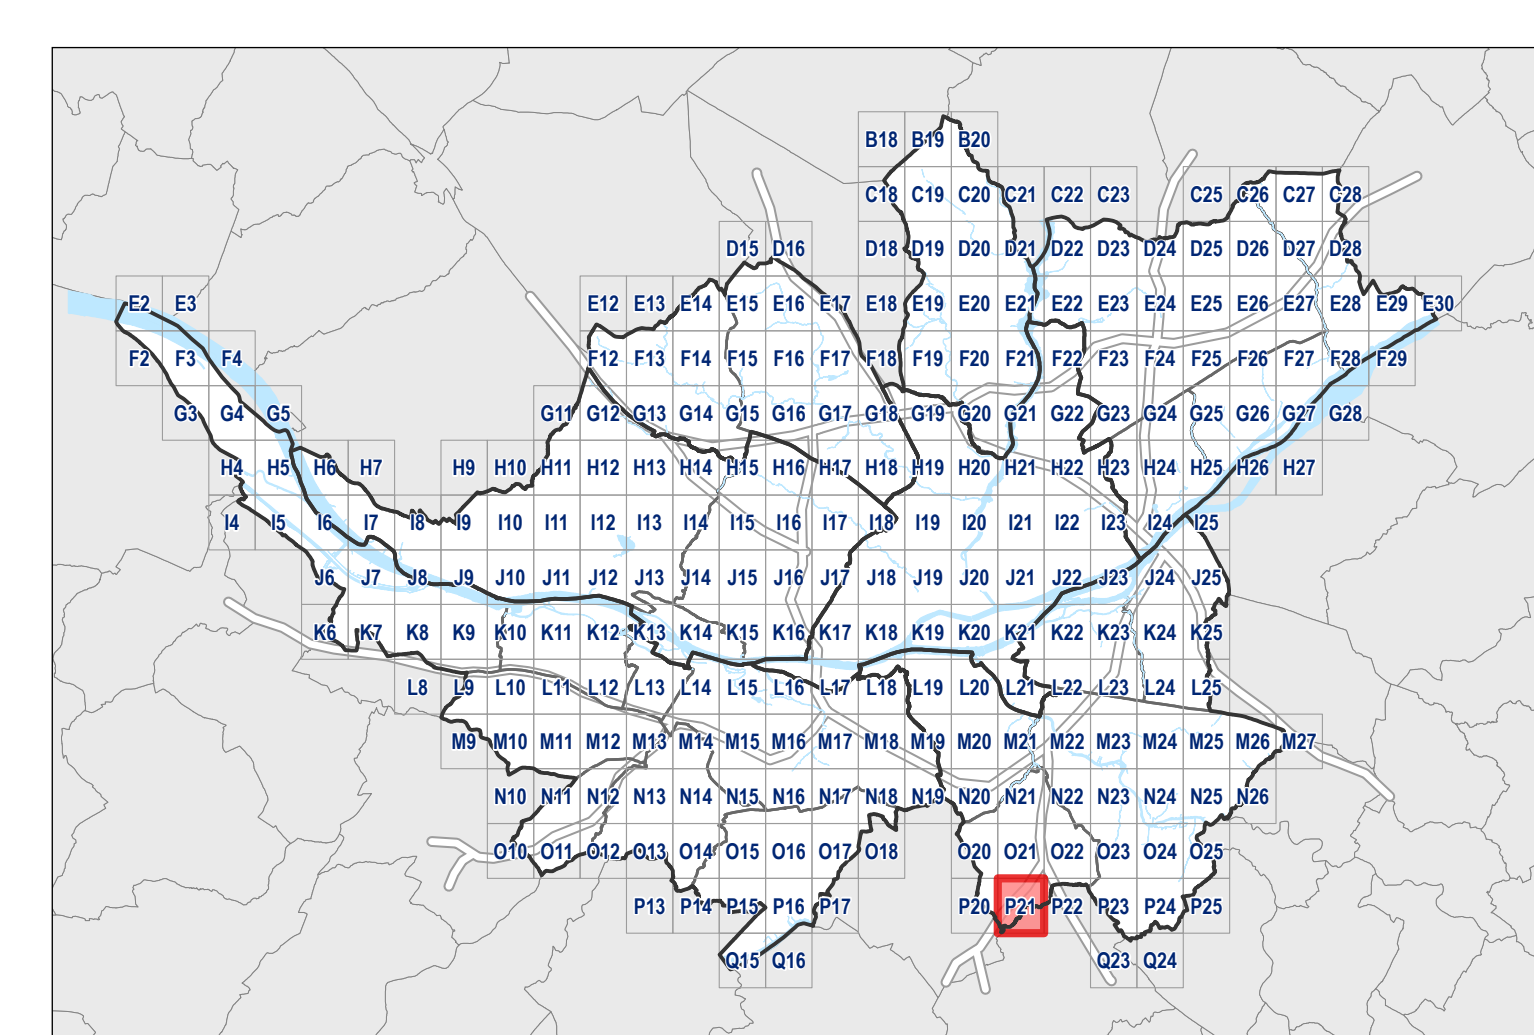 B18 B19 B20
C18 C19 C20 C21 C22 C23 C25 C26 C27 C28
D15 D16 D18 D19 D20 D21 D22 D23 D24 D25 D26 D27 D28
E2 E3 E12 E13 E14 E15 E16 E17 E18 E19 E20 E21 E22 E23 E24 E25 E26 E27 E28 E29 E30
F2 F3 F4 F12 F13 F14 F15 F16 F17 F18 F19 F20 F21 F22 F23 F24 F25 F26 F27 F28 F29
G3 G4 G5 G11 G12 G13 G14 G15 G16 G17 G18 G19 G20 G21 G22 G23 G24 G25 G26 G27 G28
H4 H5 H6 H7 H9 H10 H11 H12 H13 H14 H15 H16 H17 H18 H19 H20 H21 H22 H23 H24 H25 H26 H27
I4 I5 I6 I7 I8 I9 I10 I11 I12 I13 I14 I15 I16 I17 I18 I19 I20 I21 I22 I23 I24 I25
J6 J7 J8 J9 J10 J11 J12 J13 J14 J15 J16 J17 J18 J19 J20 J21 J22 J23 J24 J25
K6 K7 K8 K9 K10 K11 K12 K13 K14 K15 K16 K17 K18 K19 K20 K21 K22 K23 K24 K25
L8 L9 L10 L11 L12 L13 L14 L15 L16 L17 L18 L19 L20 L21 L22 L23 L24 L25
M9 M10 M11 M12 M13 M14 M15 M16 M17 M18 M19 M20 M21 M22 M23 M24 M25 M26 M27
N10 N11 N12 N13 N14 N15 N16 N17 N18 N19 N20 N21 N22 N23 N24 N25 N26
O10 O11 O12 O13 O14 O15 O16 O17 O18 O20 O21 O22 O23 O24 O25
P13 P14 P15 P16 P17 P20 P21 P22 P23 P24 P25
Q15 Q16 Q23 Q24